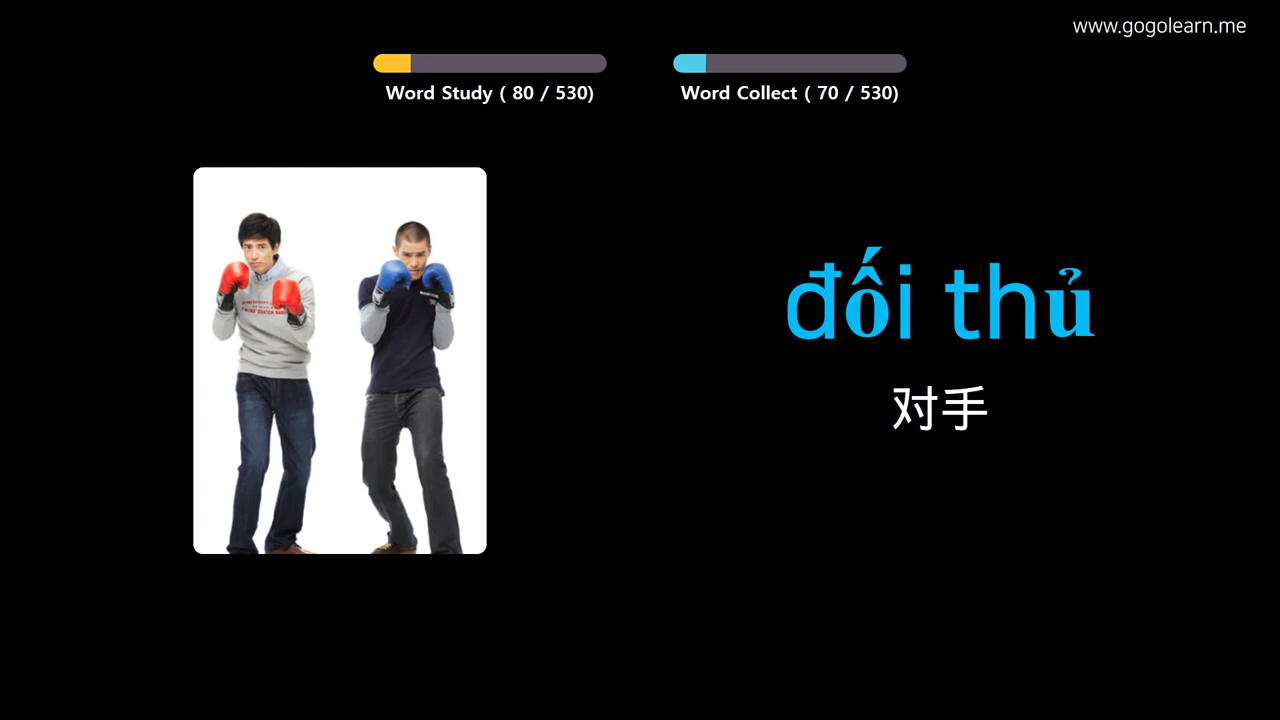 www.gogolearn.me
Word Study ( 80 / 530)
Word Collect ( 70 / 530)
đối thủ
对手